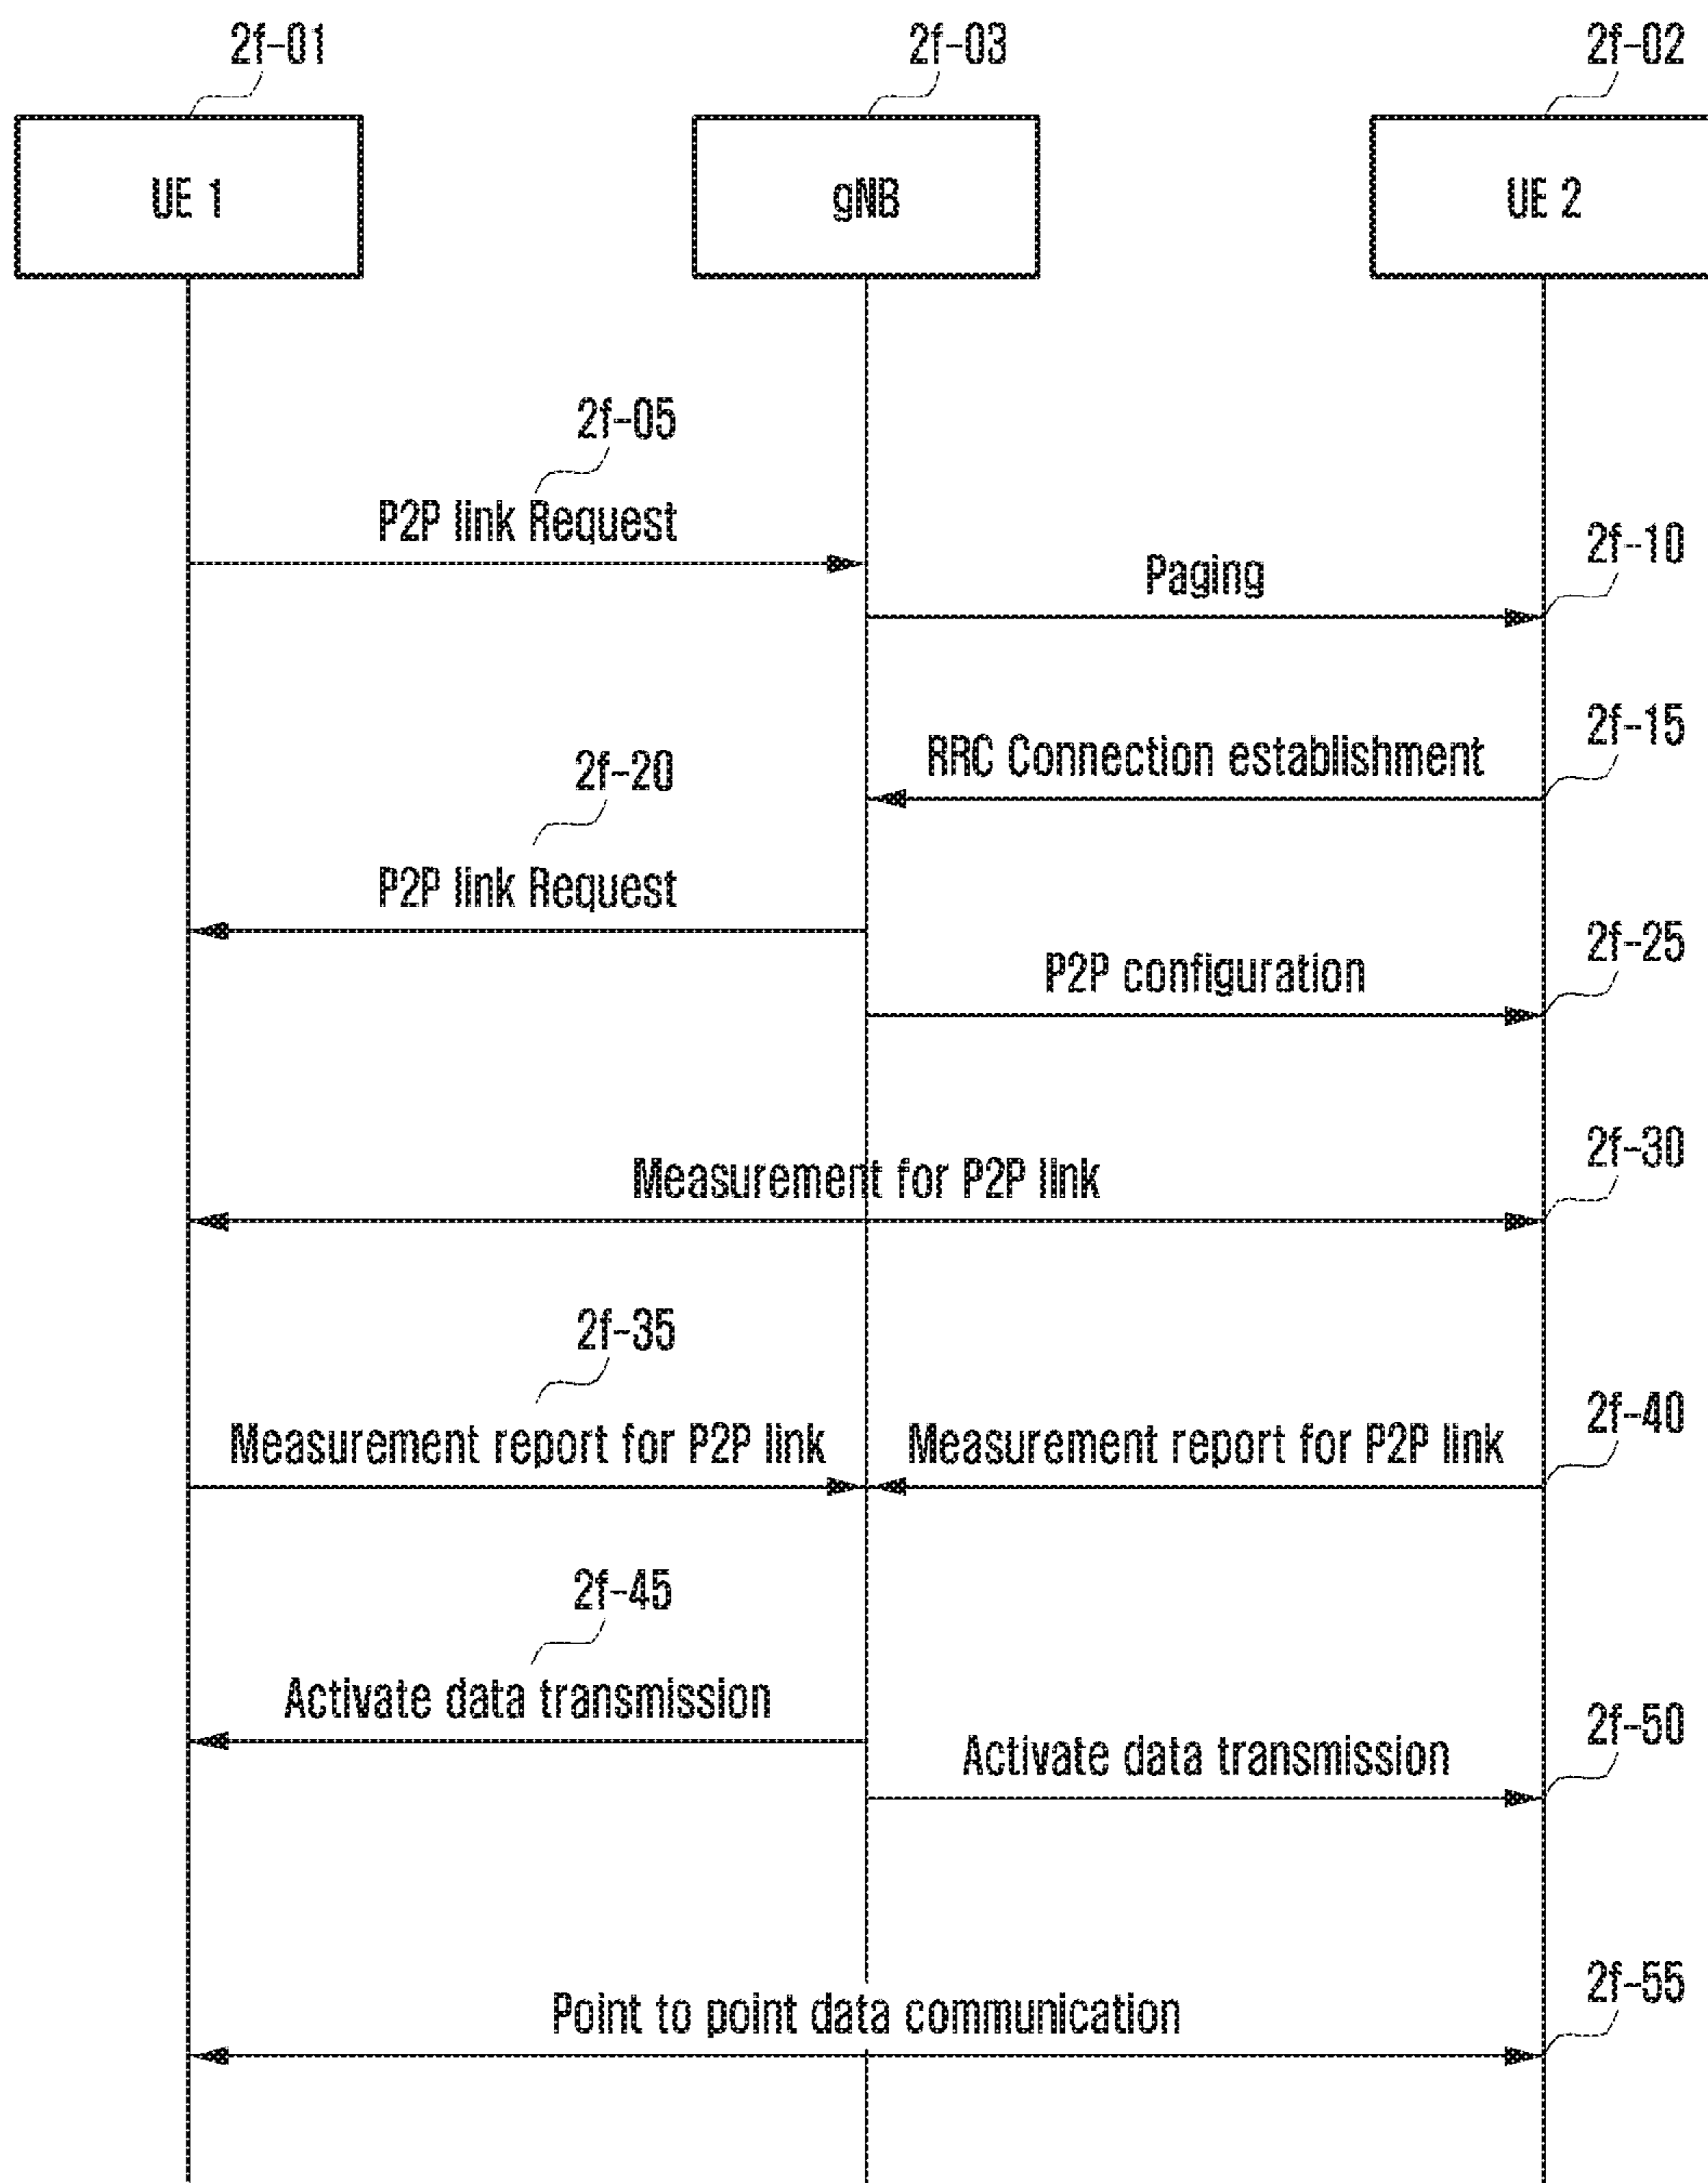 2f-01
2f-03
2f-02
UE 1
gNB
UE 2
2f-05
P2P link Request
2f-10
Paging
2f-15
RRC Connection establishment
2f-20
P2P link Request
2f-25
P2P configuration
2f-30
Measurement for P2P link
2f-35
2f-40
Measurement report for P2P link
Measurement report for P2P link
2f-45
Activate data transmission
2f-50
Activate data transmission
2f-55
Point to point data communication